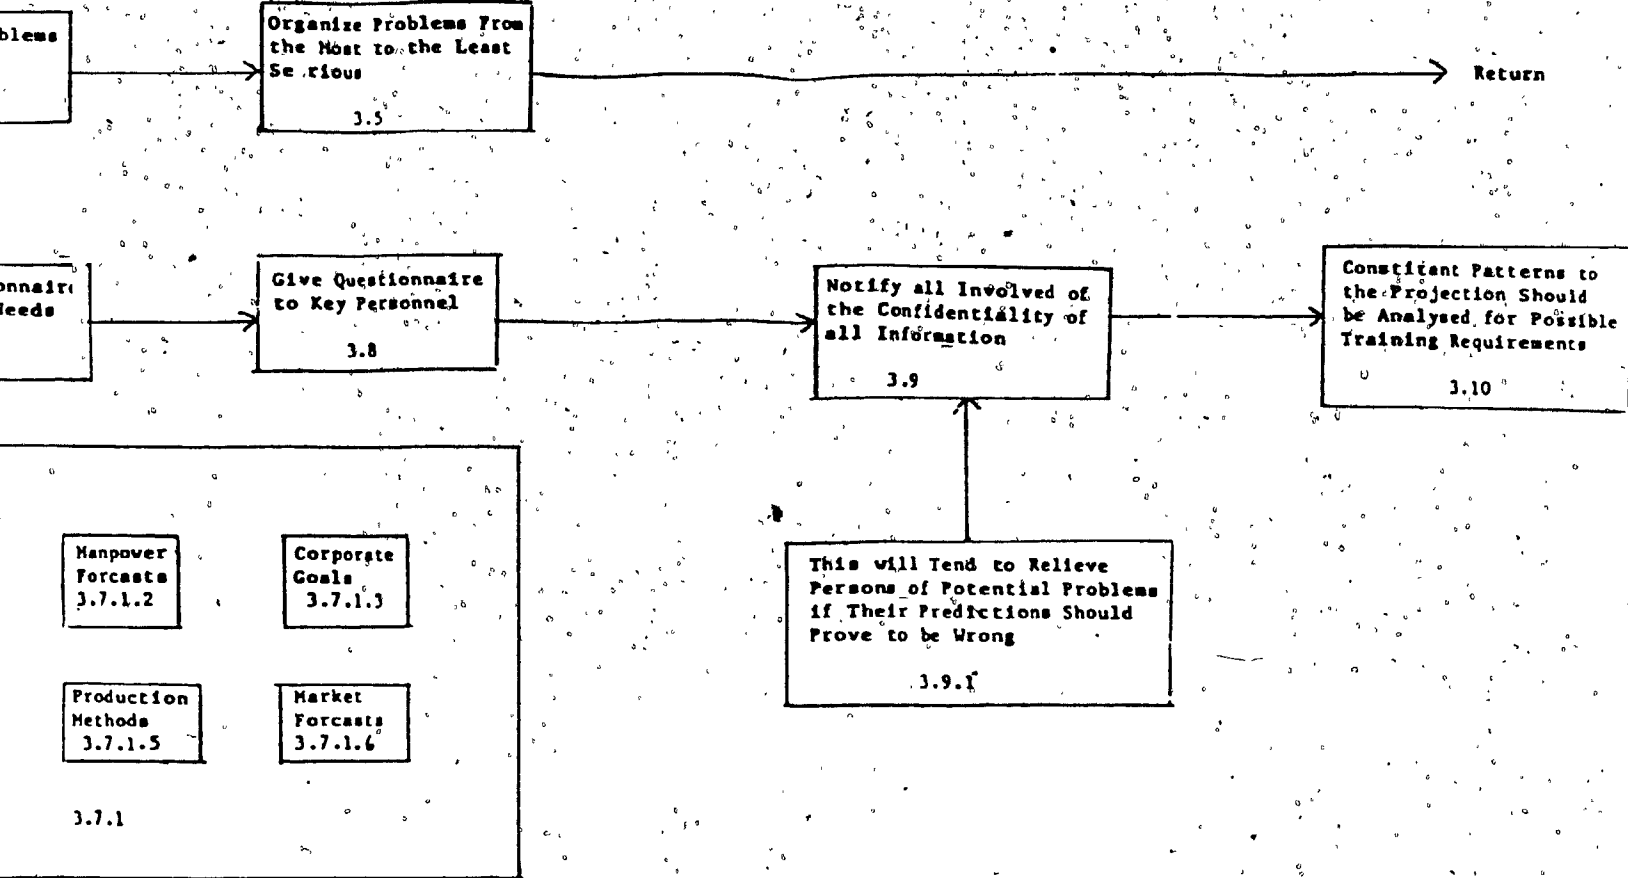 blems
Organize Problems From
the Most to the Least
Se rious
3.5
Return
onnaire
Needs
Give Questionnaire
to Key Personnel
3.8
Notify all Involved of
the Confidentiality of
all Information
3.9
Constitant Patterns to
the Projection Should
be Analysed for Possible
Training Requirements
3.10
This will Tend to Relieve
Persons of Potential Problems
if Their Predictions Should
Prove to be Wrong
3.9.1
Manpower
Forcasts
3.7.1.2
Corporate
Goals
3.7.1.3
Production
Methods
3.7.1.5
Market
Forcasts
3.7.1.6
3.7.1